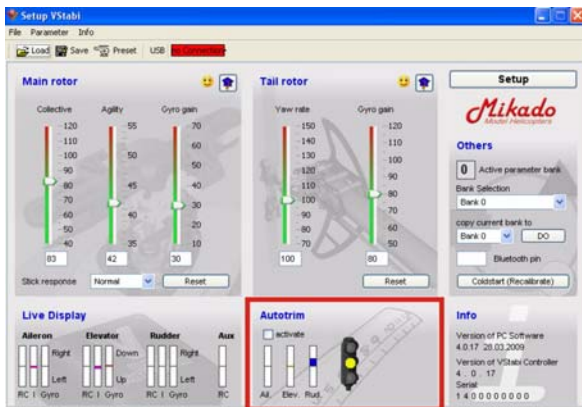 Setup VStabi
File Parameter Info
Load Save Preset USB no Connection
Main rotor
Collective Agility Gyro gain
120 55 70
110 60
100 50 50
90
80 45 40
70 30
60 40
50 20
40 35 10
83 42 30
Stick response Normal Reset
Tail rotor
Yaw rate Gyro gain
150 120
140 110
130 100
120
110 90
100 80
90 70
80 60
70 50
100 80
Reset
Setup
Mikado
Model Helicopters
Others
0 Active parameter bank
Bank Selection
Bank 0
copy current bank to
Bank 0 DO
Bluetooth pin
Coldstart (Recalibrate)
Live Display
Aileron Elevator Rudder Aux
Right Down Right
Left Up Left
RC I Gyro RC I Gyro RC I Gyro RC
Autotrim
activate
Ail. Elev. Rud.
Info
Version of PC Software
4.0.17 28.03.2009
Version of VStabi Controller
4 . 0 . 17
Serial
1 4 0 0 0 0 0 0 0 0